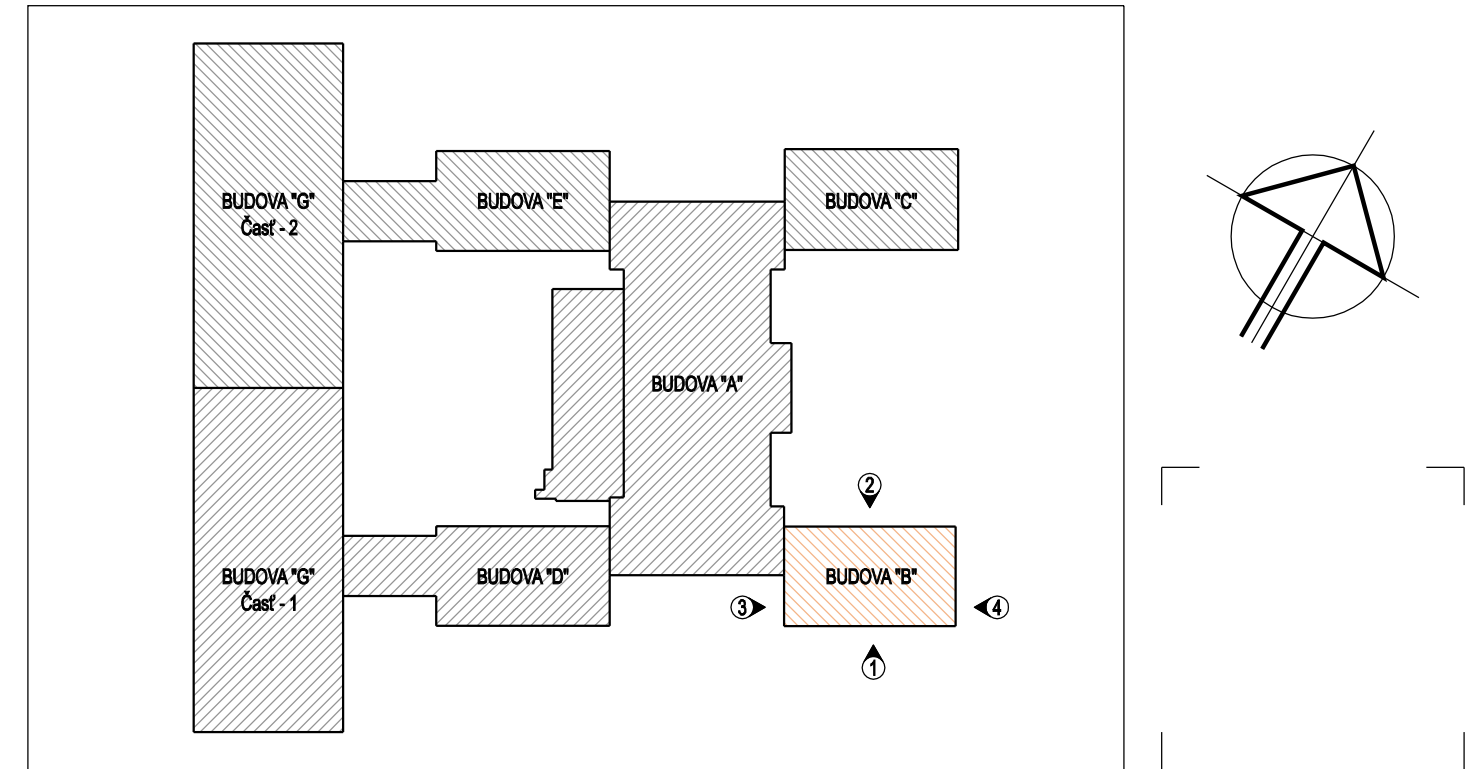 BUDOVA "G"
Časť - 2
BUDOVA "E"
BUDOVA "C"
BUDOVA "A"
2
BUDOVA "G"
Časť - 1
BUDOVA "D"
BUDOVA "B"
3
4
1